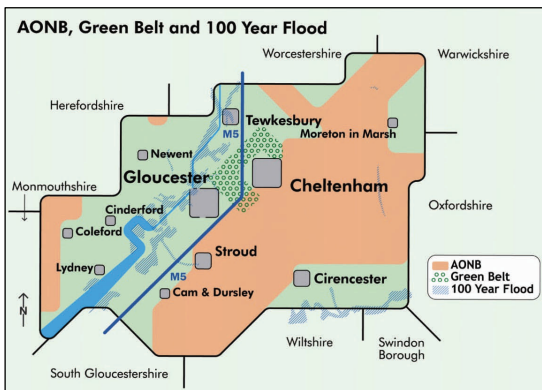 AONB, Green Belt and 100 Year Flood
Worcestershire
Warwickshire
Herefordshire
Tewkesbury
M5
Moreton in Marsh
Newent
Gloucester
Cheltenham
Monmouthshire
Cinderford
Coleford
Oxfordshire
Stroud
Lydney
M5
Cirencester
Cam & Dursley
AONB
Green Belt
100 Year Flood
N
Wiltshire
Swindon
Borough
South Gloucestershire